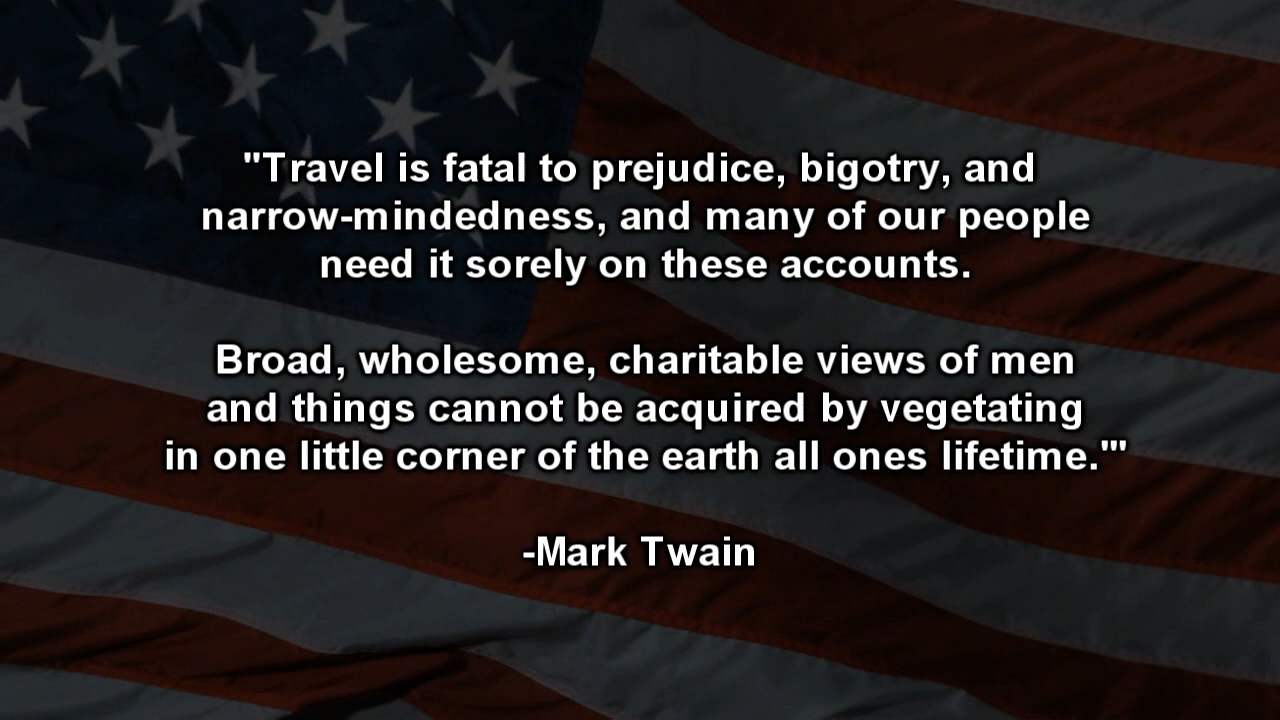 "Travel is fatal to prejudice, bigotry, and
narrow-mindedness, and many of our people
need it sorely on these accounts.
Broad, wholesome, charitable views of men
and things cannot be acquired by vegetating
in one little corner of the earth all ones lifetime.'"
-Mark Twain